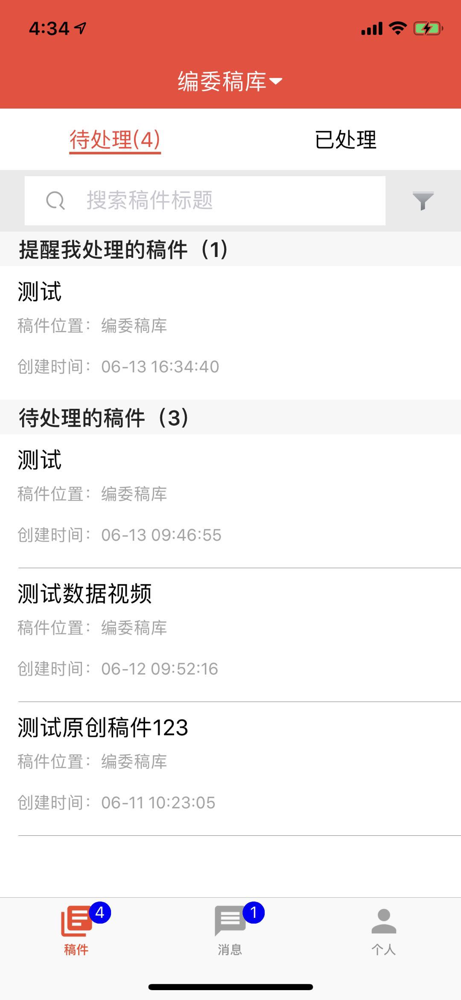 4:34
编委稿库
待处理(4) 已处理
搜索稿件标题
提醒我处理的稿件（1）
测试
稿件位置：编委稿库
创建时间：06-13 16:34:40
待处理的稿件（3）
测试
稿件位置：编委稿库
创建时间：06-13 09:46:55
测试数据视频
稿件位置：编委稿库
创建时间：06-12 09:52:16
测试原创稿件123
稿件位置：编委稿库
创建时间：06-11 10:23:05
4 1
稿件 消息 个人